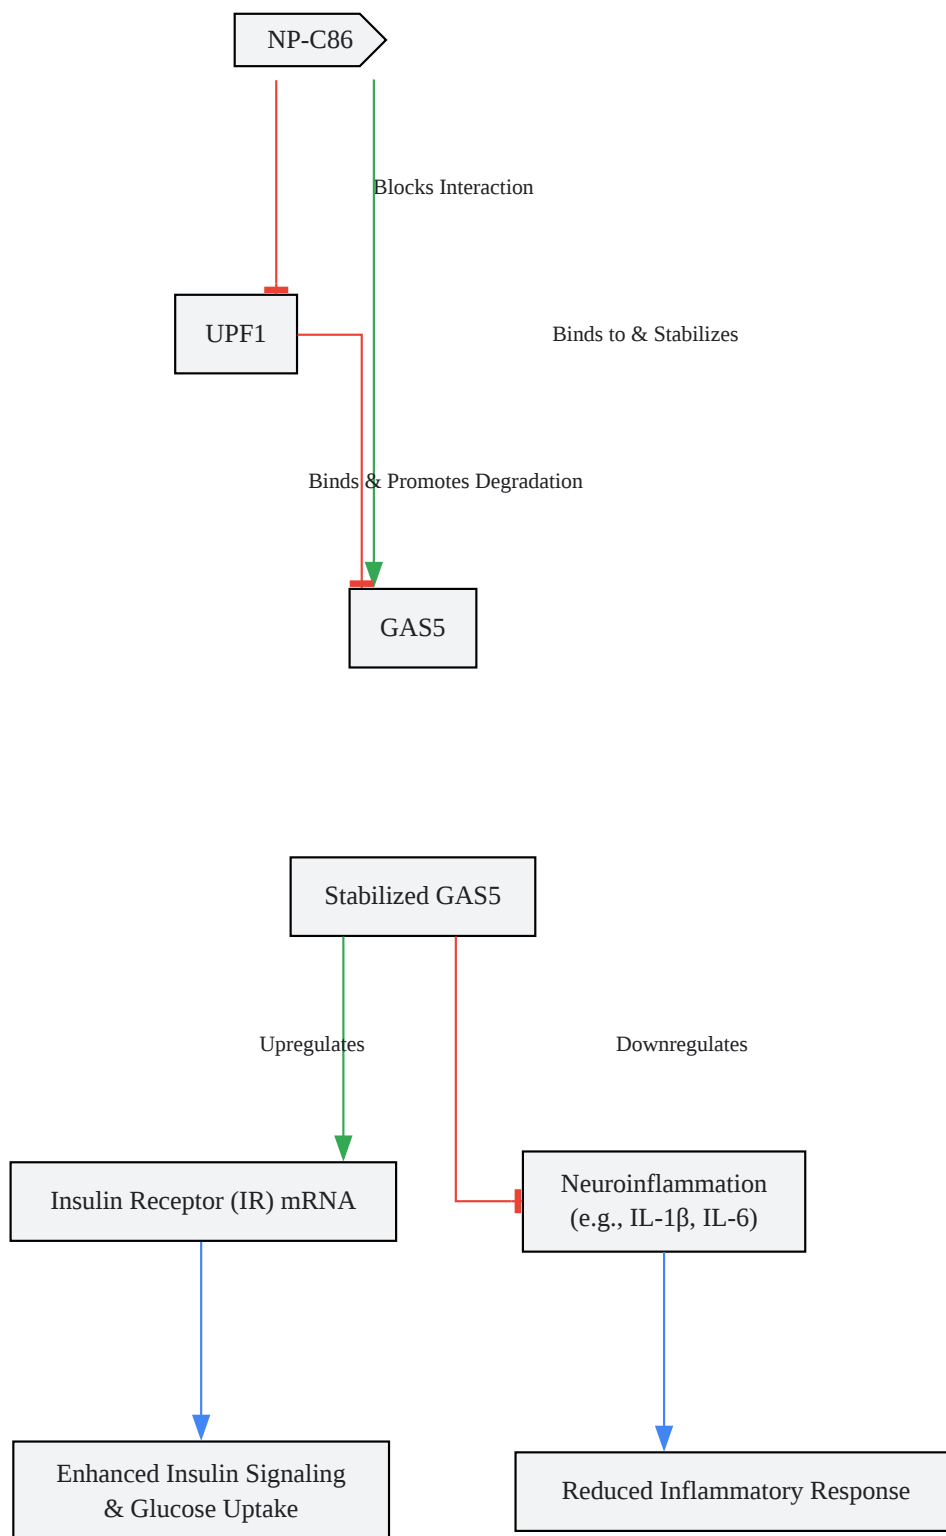 NP-C86
Blocks Interaction
UPF1
Binds to & Stabilizes
Binds & Promotes Degradation
GAS5
Stabilized GAS5
Upregulates
Downregulates
Insulin Receptor (IR) mRNA
Neuroinflammation
(e.g., IL-1β, IL-6)
Enhanced Insulin Signaling
& Glucose Uptake
Reduced Inflammatory Response